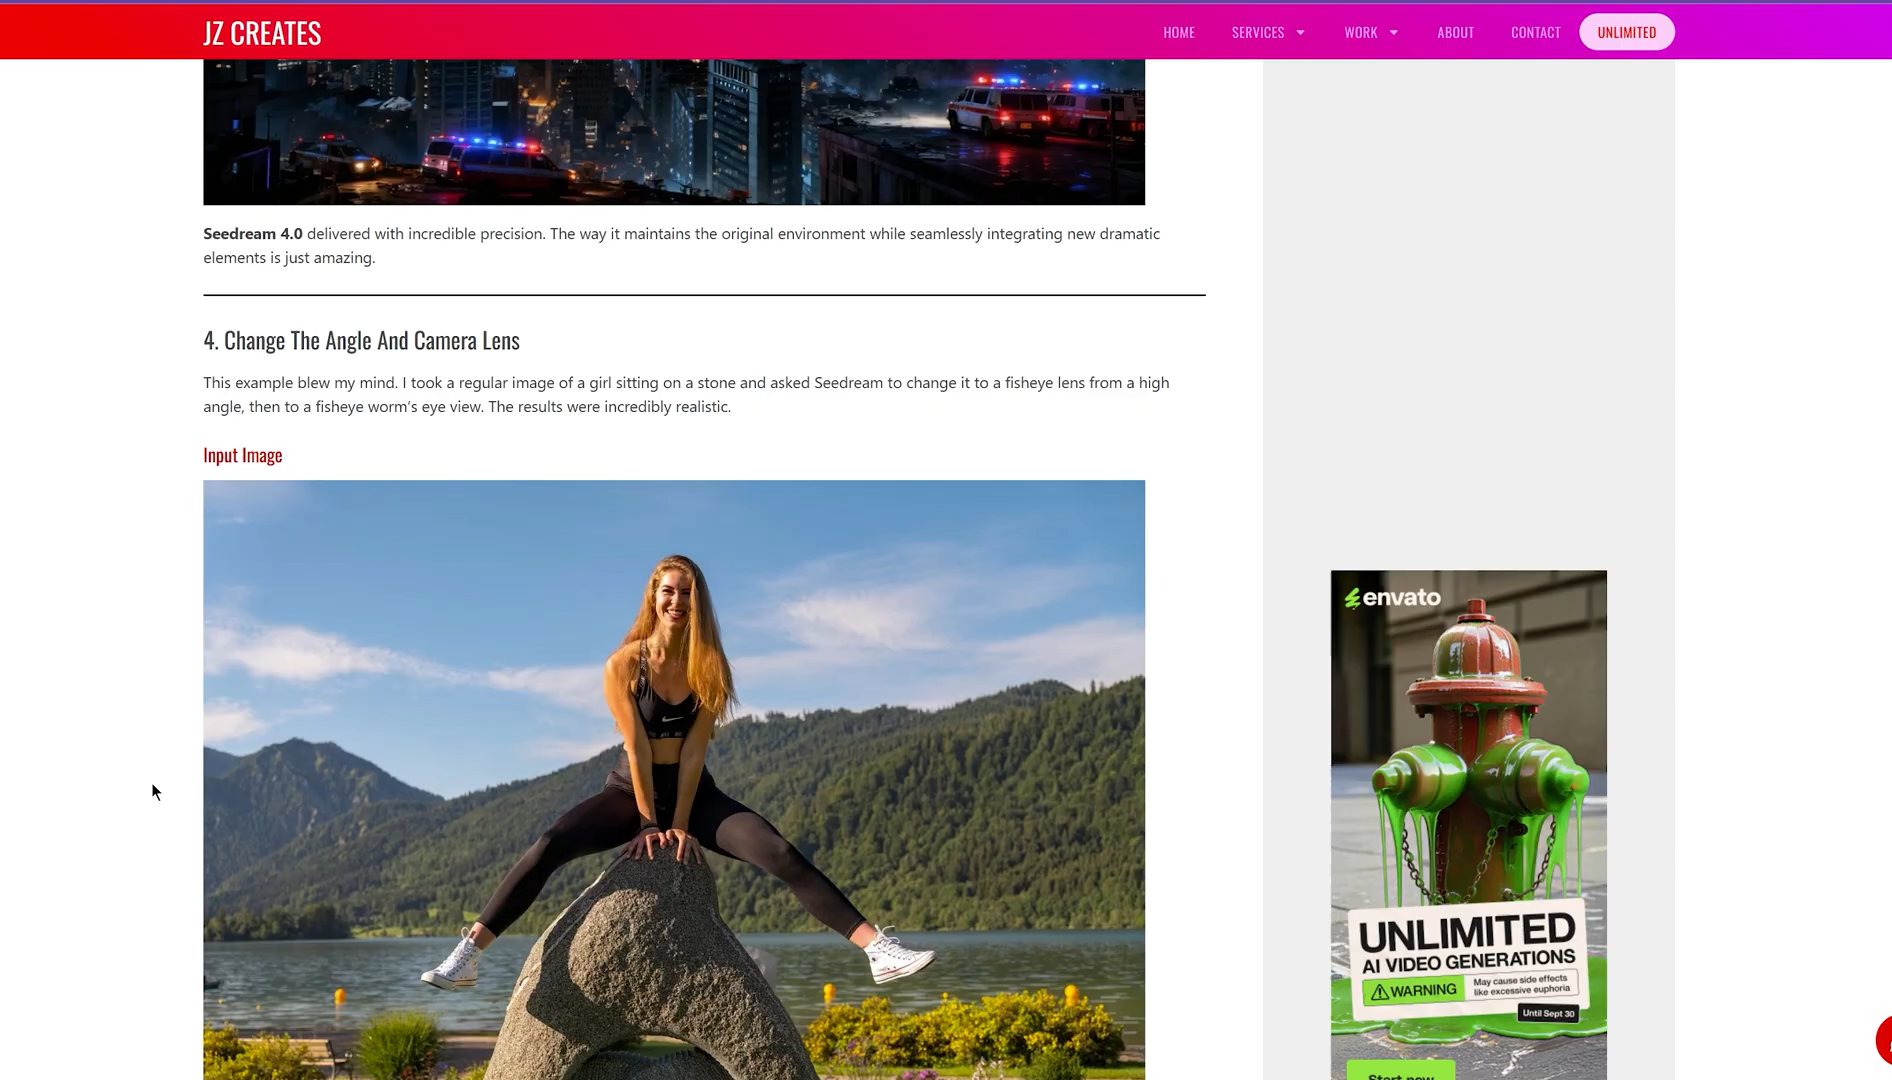 JZ CREATES
HOME
SERVICES
WORK
ABOUT
CONTACT
UNLIMITED
Seedream 4.0 delivered with incredible precision. The way it maintains the original environment while seamlessly integrating new dramatic
elements is just amazing.
4. Change The Angle And Camera Lens
This example blew my mind. I took a regular image of a girl sitting on a stone and asked Seedream to change it to a fisheye lens from a high
angle, then to a fisheye worm’s eye view. The results were incredibly realistic.
Input Image
envato
UNLIMITED
AI VIDEO GENERATIONS
WARNING
May cause side effects
like excessive euphoria
Until Sept 30
Start now